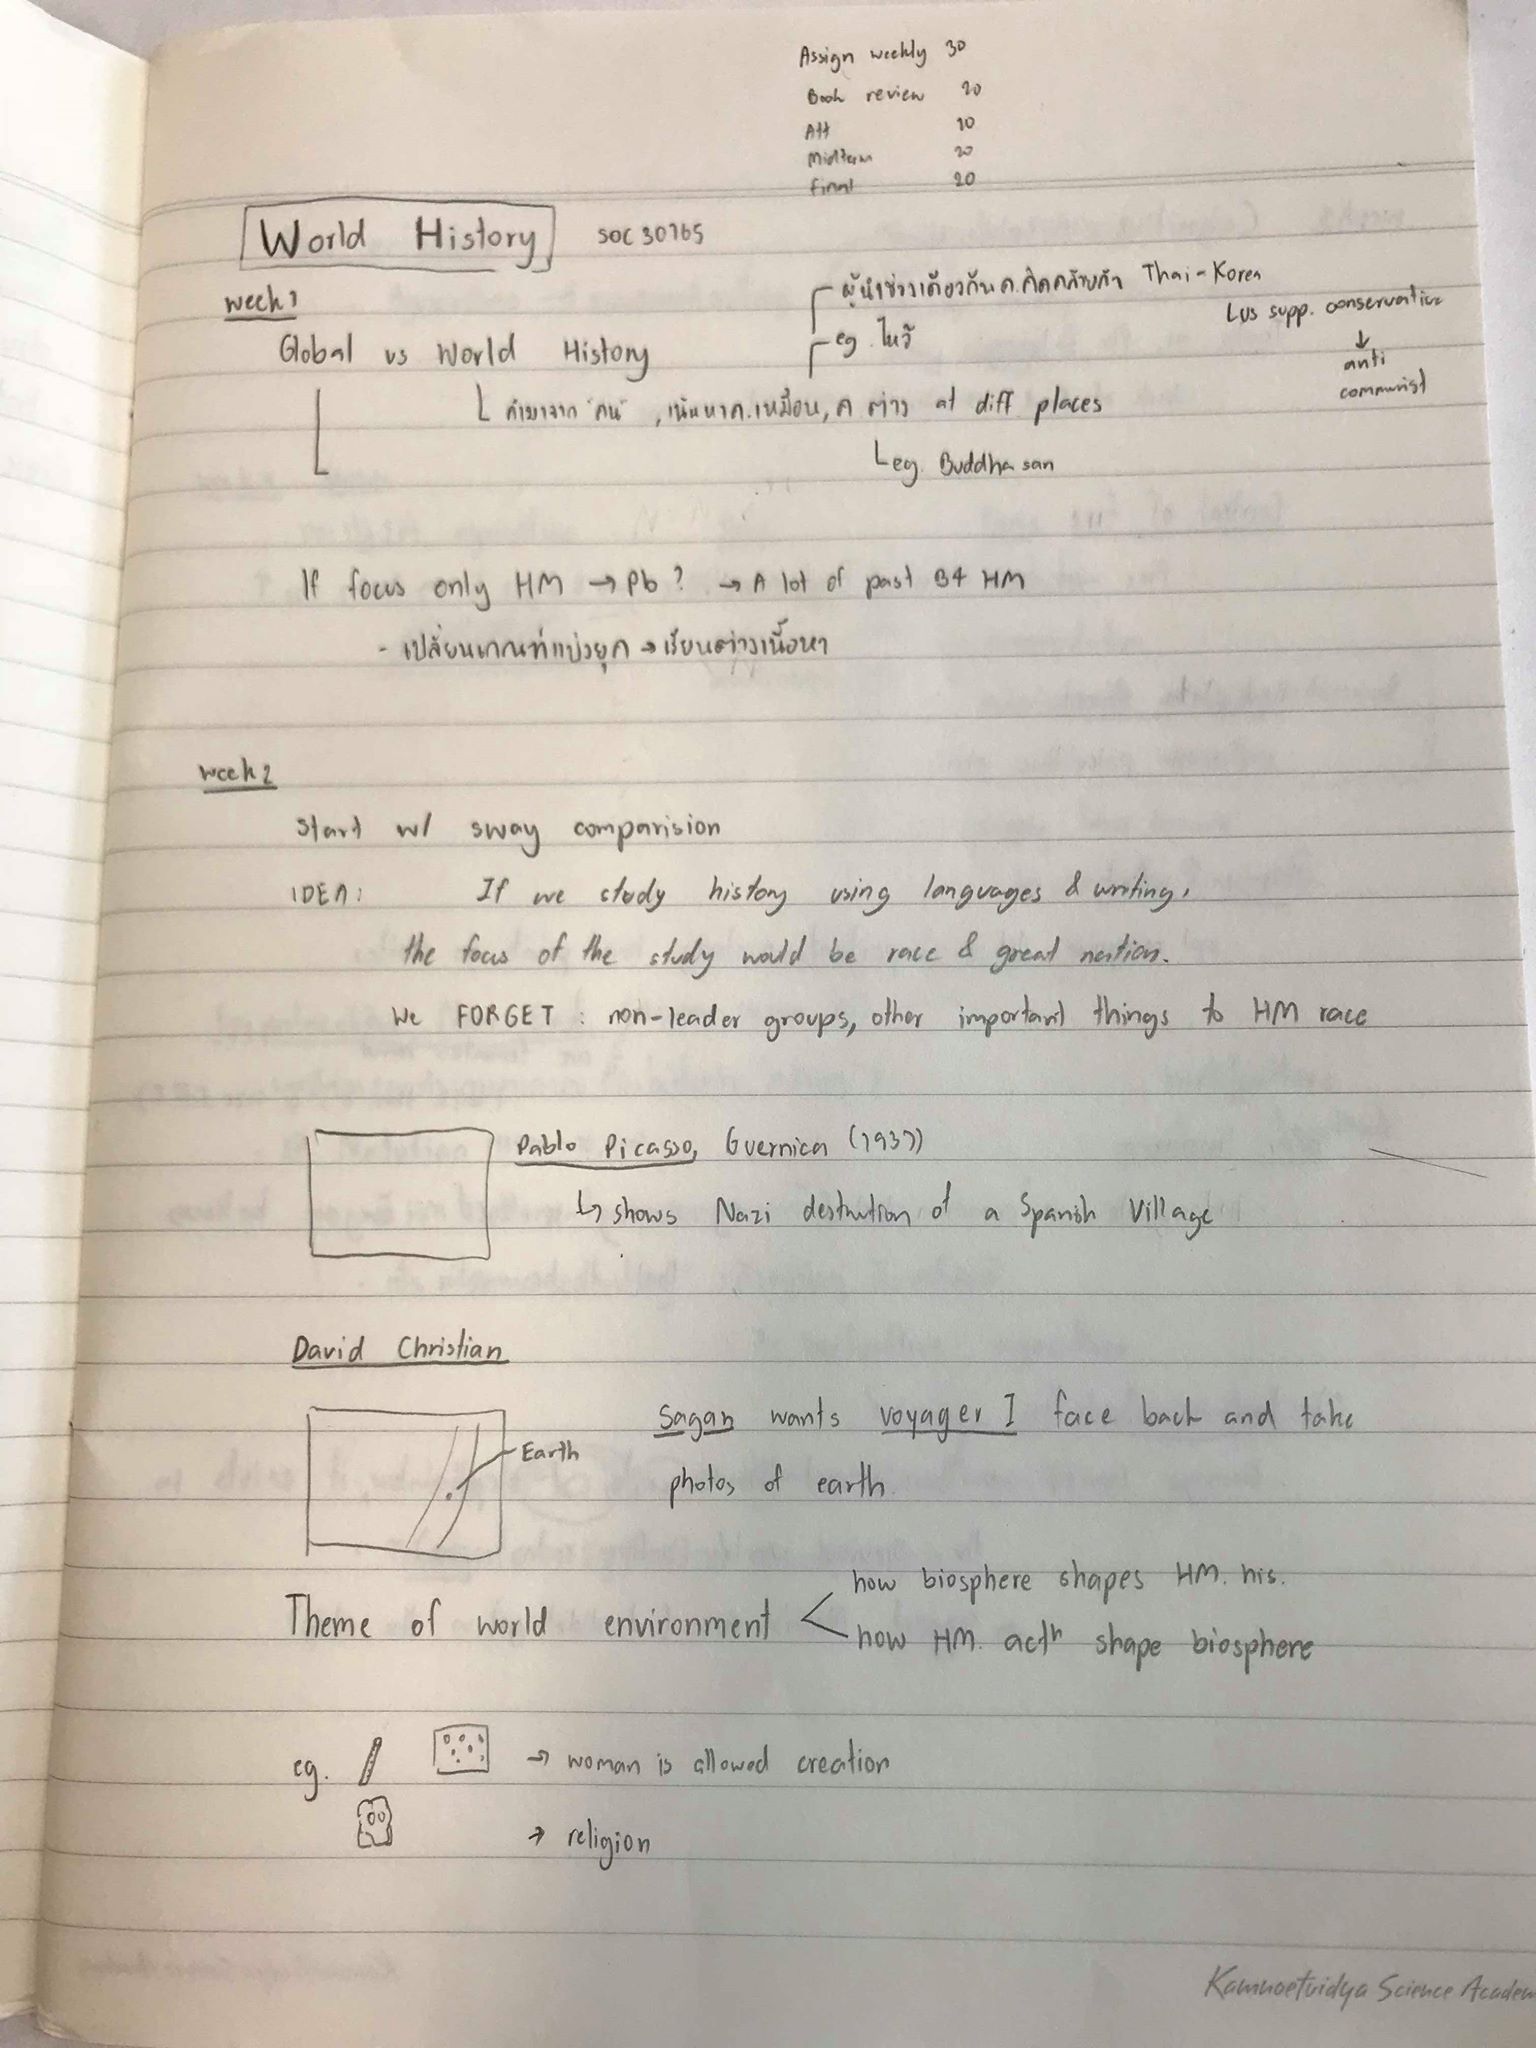 Assign weekly 30
Book review 20
Att 10
Midterm 20
Final 20
World History SOC30165
Week1
ผู้นำช่วงเดียวกันค.คิดคล้ายกัน Thai-Korea
US supp. conservative
Global vs World History
eg. ไหว้
anti
communist
คำมาจาก "คน", เน้นหาค.เหมือน, ค ต่าง at diff places
eg. Buddhasan
If focus only HM → Pb? → A lot of past B4 HM
- เปลี่ยนเกณฑ์แบ่งยุค → เรียนต่างเนื้อหา
Week2
Start w/ sway comparision
IDEA: If we study history using languages & writing,
the focus of the study would be race & great nation.
We FORGET: non-leader groups, other important things to HM race
Pablo Picasso, Guernica (1937)
↳ shows Nazi destrution of a Spanish Village
David Christian
Sagan wants Voyager I face back and take
Earth
photos of earth.
how biosphere shapes HM. his.
Theme of world environment
how HM. actⁿ shape biosphere
eg. → woman is allowed creation
→ religion
Kamnoetvidya Science Academ